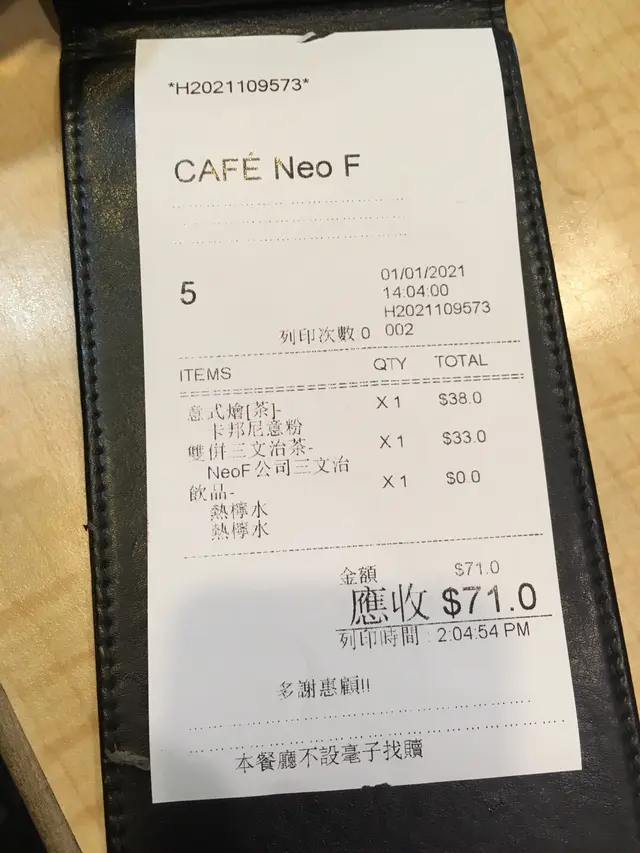 *H2021109573*
CAFÉ Neo F
5
01/01/2021
14:04:00
H2021109573
列印次數 0 002
ITEMS QTY TOTAL
意式燴[茶]- X 1 $38.0
卡邦尼意粉
雙併三文治茶- X 1 $33.0
NeoF公司三文治
飲品- X 1 $0.0
熱檸水
熱檸水
金額 $71.0
應收 $71.0
列印時間 : 2:04:54 PM
多謝惠顧!!
本餐廳不設毫子找贖